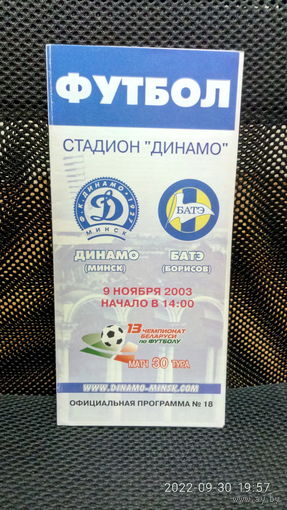 ФУТБОЛ
СТАДИОН "ДИНАМО"
Ф.К. ДИНАМО · 1927
Д
МИНСК
БАТЭ
ДИНАМО БАТЭ
(МИНСК) (БОРИСОВ)
9 НОЯБРЯ 2003
НАЧАЛО В 14:00
13 ЧЕМПИОНАТ
БЕЛАРУСИ
ПО ФУТБОЛУ
МАТЧ 30 ТУРА
WWW.DINAMO-MINSK.COM
ОФИЦИАЛЬНАЯ ПРОГРАММА № 18
2022-09-30 19:57